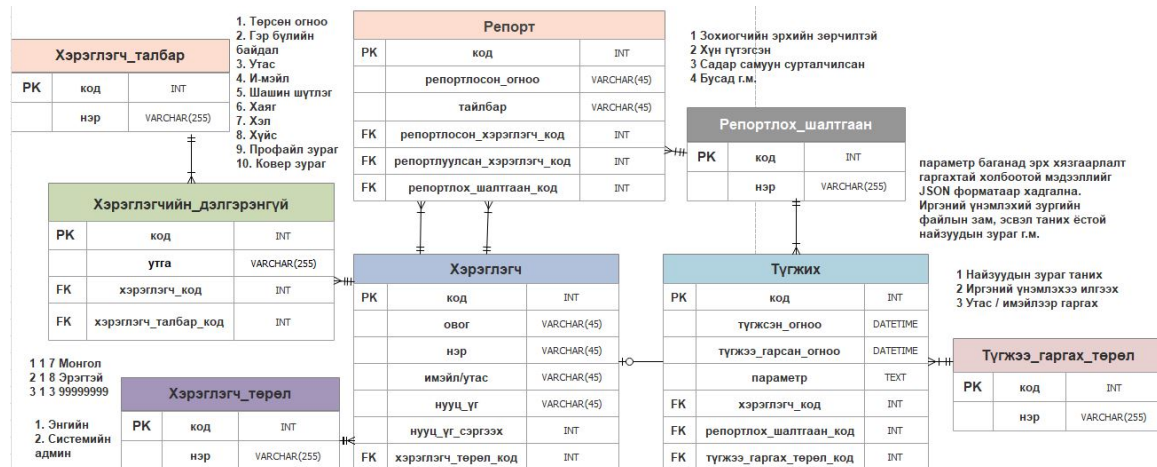 Хэрэглэгч_талбар
PK код INT
нэр VARCHAR(255)
1. Төрсөн огноо
2. Гэр бүлийн
байдал
3. Утас
4. И-мэйл
5. Шашин шүтлэг
6. Хаяг
7. Хэл
8. Хүйс
9. Профайл зураг
10. Ковер зураг
Репорт
PK код INT
репортлосон_огноо VARCHAR(45)
тайлбар VARCHAR(45)
FK репортлосон_хэрэглэгч_код INT
FK репортлуулсан_хэрэглэгч_код INT
FK репортлох_шалтгаан_код INT
1 Зохиогчийн эрхийн зөрчилтэй
2 Хүн гүтэгсгэн
3 Садар самуун сурталчилсан
4 Бусад г.м.
Репортлох_шалтгаан
PK код INT
нэр VARCHAR(255)
параметр баганад эрх хязгаарлалт
гаргахтай холбоотой мэдээллийг
JSON форматаар хадгална.
Иргэний үнэмлэхий зургийн
файлын зам, эсвэл таних ёстой
найзуудын зураг г.м.
Хэрэглэгчийн_дэлгэрэнгүй
PK код INT
утга VARCHAR(255)
FK хэрэглэгч_код INT
FK хэрэглэгч_талбар_код INT
Хэрэглэгч
PK код INT
овог VARCHAR(45)
нэр VARCHAR(45)
имэйл/утас VARCHAR(45)
нууц_үг VARCHAR(45)
нууц_үг_сэргээх INT
FK хэрэглэгч_төрөл_код INT
Түгжих
PK код INT
түгжсэн_огноо DATETIME
түгжээ_гарсан_огноо DATETIME
параметр TEXT
FK хэрэглэгч_код INT
FK репортлох_шалтгаан_код INT
FK түгжээ_гаргах_төрөл_код INT
1 Найзуудын зураг таних
2 Иргэний үнэмлэхээ илгээх
3 Утас / имэйлээр гаргах
Түгжээ_гаргах_төрөл
PK код INT
нэр VARCHAR(255)
1 1 7 Монгол
2 1 8 Эрэгтэй
3 1 3 99999999
1. Энгийн
2. Системийн
админ
Хэрэглэгч_төрөл
PK код INT
нэр VARCHAR(255)